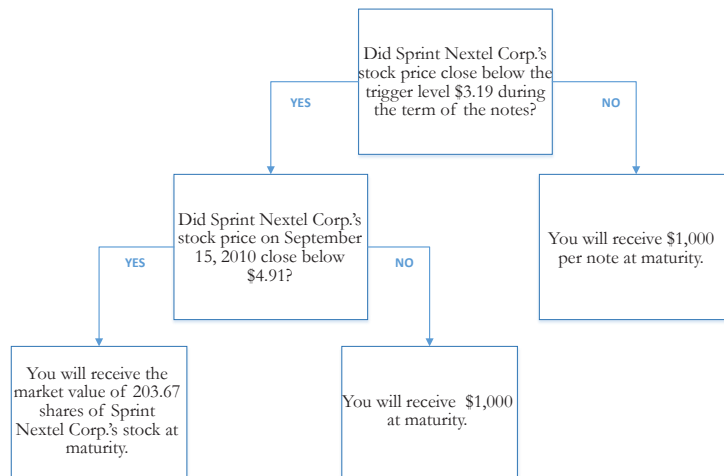 Did Sprint Nextel Corp.'s
stock price close below the
trigger level $3.19 during
the term of the notes?
YES
NO
Did Sprint Nextel Corp.'s
stock price on September
15, 2010 close below
$4.91?
You will receive $1,000
per note at maturity.
YES
NO
You will receive the
market value of 203.67
shares of Sprint
Nextel Corp.'s stock at
maturity.
You will receive $1,000
at maturity.